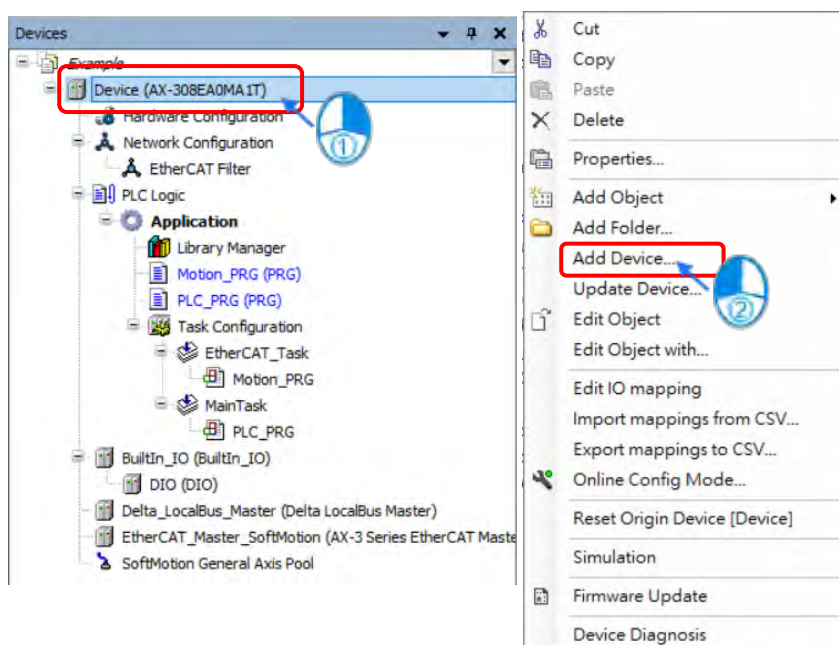 Devices
Example
Device (AX-308EA0MA1T)
Hardware Configuration
①
Network Configuration
EtherCAT Filter
PLC Logic
Application
Library Manager
Motion_PRG (PRG)
PLC_PRG (PRG)
Task Configuration
EtherCAT_Task
Motion_PRG
MainTask
PLC_PRG
BuiltIn_IO (BuiltIn_IO)
DIO (DIO)
Delta_LocalBus_Master (Delta LocalBus Master)
EtherCAT_Master_SoftMotion (AX-3 Series EtherCAT Maste
SoftMotion General Axis Pool
Cut
Copy
Paste
Delete
Properties...
Add Object
Add Folder...
Add Device...
Update Device...
②
Edit Object
Edit Object with...
Edit IO mapping
Import mappings from CSV...
Export mappings to CSV...
Online Config Mode...
Reset Origin Device [Device]
Simulation
Firmware Update
Device Diagnosis